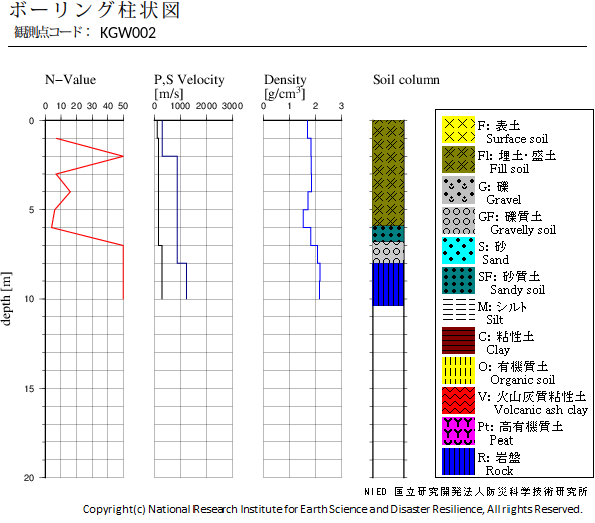 ボーリング柱状図
観測点コード： KGW002
N-Value P,S Velocity Density Soil column
[m/s] [g/cm3]
0 10 20 30 40 50 0 1000 2000 3000 0 1 2 3
0
5
10
15
20
depth [m]
F: 表土
Surface soil
Fl: 埋土・盛土
Fill soil
G: 礫
Gravel
GF: 礫質土
Gravelly soil
S: 砂
Sand
SF: 砂質土
Sandy soil
M: シルト
Silt
C: 粘性土
Clay
O: 有機質土
Organic soil
V: 火山灰質粘性土
Volcanic ash clay
Pt: 高有機質土
Peat
R: 岩盤
Rock
NIED 国立研究開発法人防災科学技術研究所
Copyright(c) National Research Institute for Earth Science and Disaster Resilience, All rights Reserved.